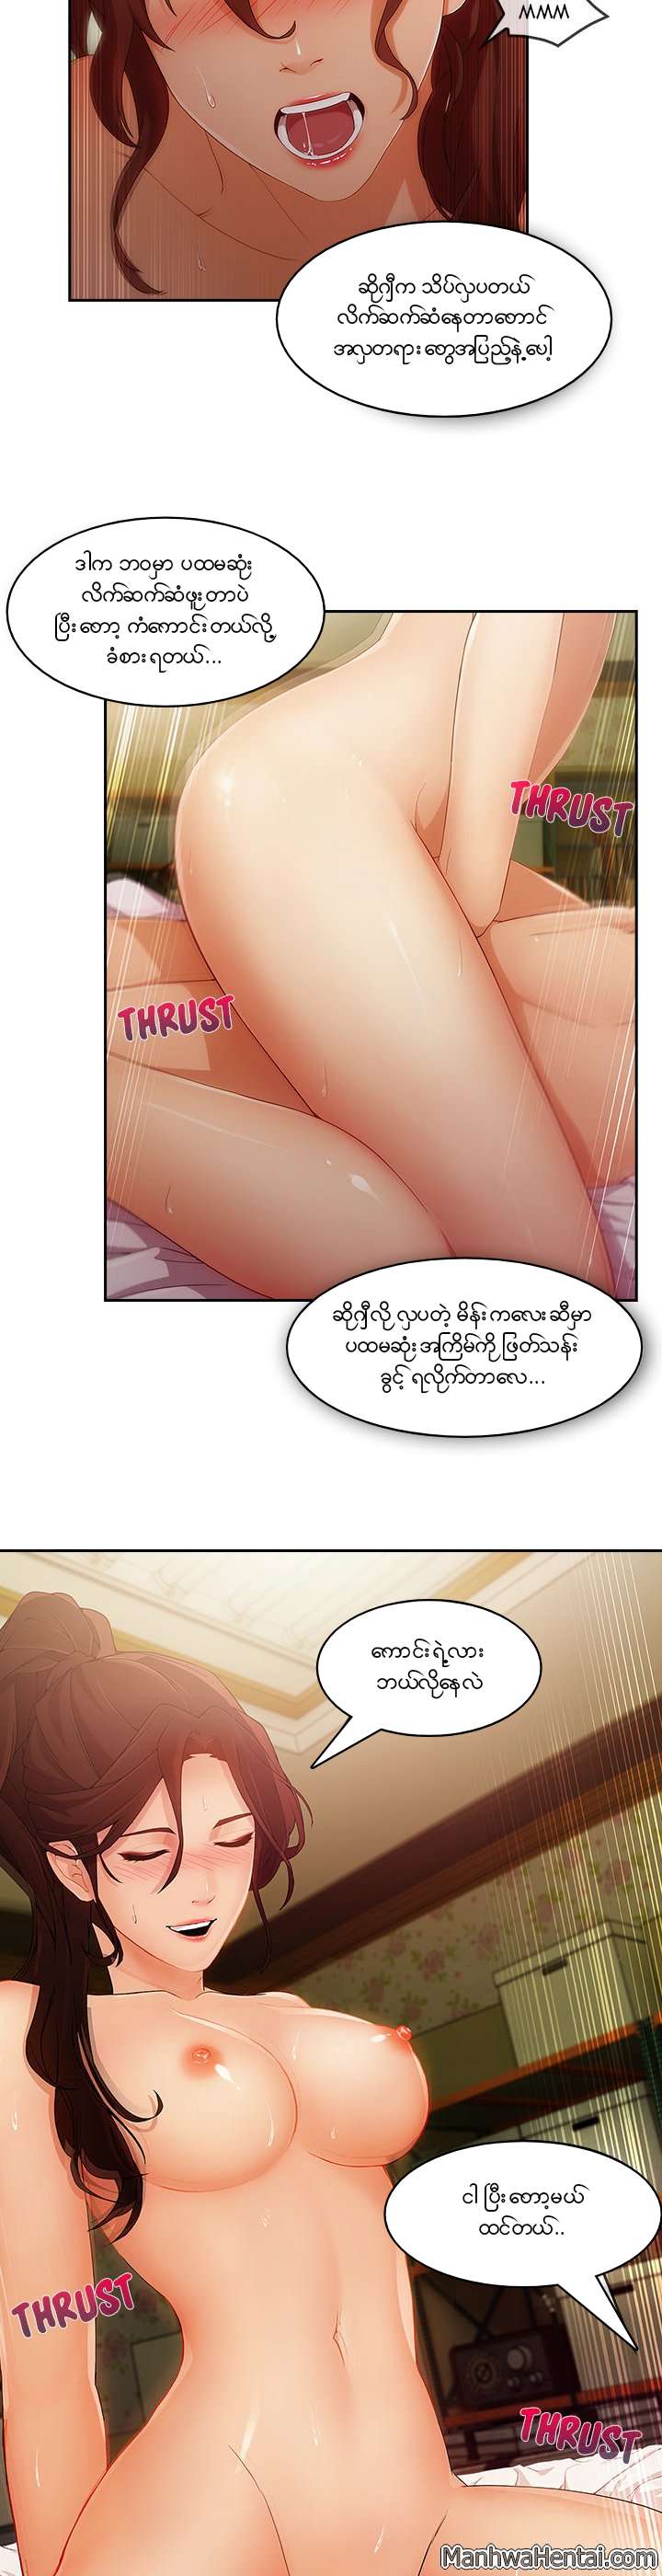 MMM
ဆိုဂျီက သိပ်လှပတယ်
လိက်ဆက်ဆံနေတာတောင်
အလှတရားတွေအပြည့်နဲ့ပေါ့
ဒါက ဘဝမှာ ပထမဆုံး
လိက်ဆက်ဆံဖူးတာပဲ
ပြီးတော့ ကံကောင်းတယ်လို့
ခံစားရတယ်...
THRUST
THRUST
ဆိုဂျီလို လှပတဲ့ မိန်းကလေးဆီမှာ
ပထမဆုံးအကြိမ်ကို ဖြတ်သန်း
ခွင့် ရလိုက်တာလေ...
ကောင်းရဲ့လား
ဘယ်လိုနေလဲ
ငါ ပြီးတော့မယ်
ထင်တယ်..
THRUST
THRUST
ManhwaHentai.com